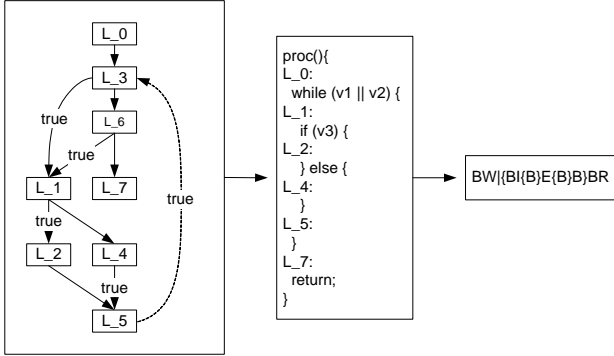 L_0
L_3
true
L_6
true
L_1
L_7
true
true
L_2
L_4
true
L_5
proc(){
L_0:
while (v1 || v2) {
L_1:
if (v3) {
L_2:
} else {
L_4:
}
L_5:
}
L_7:
return;
}
BW|{BI{B}E{B}B}BR